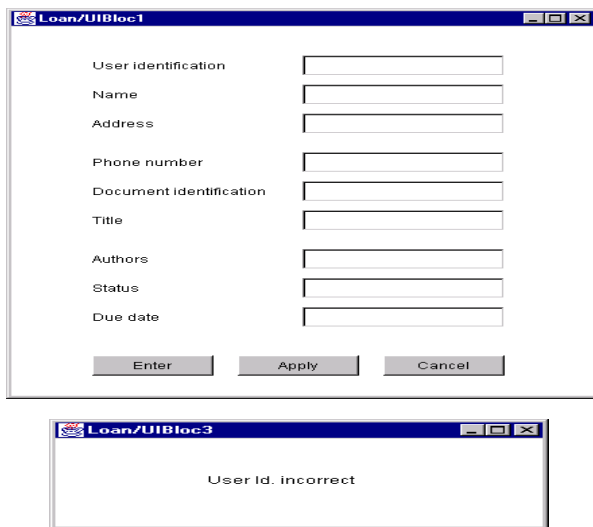 Loan/UIBloc1
User identification
Name
Address
Phone number
Document identification
Title
Authors
Status
Due date
Enter Apply Cancel
Loan/UIBloc3
User Id. incorrect